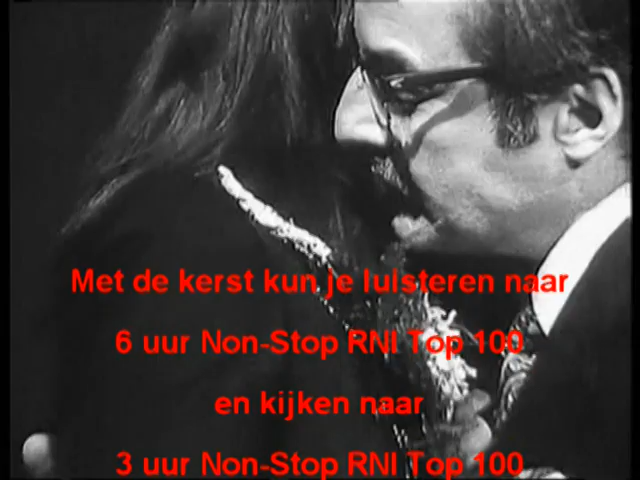 Met de kerst kun je luisteren naar
6 uur Non-Stop RNI Top 100
en kijken naar
3 uur Non-Stop RNI Top 100